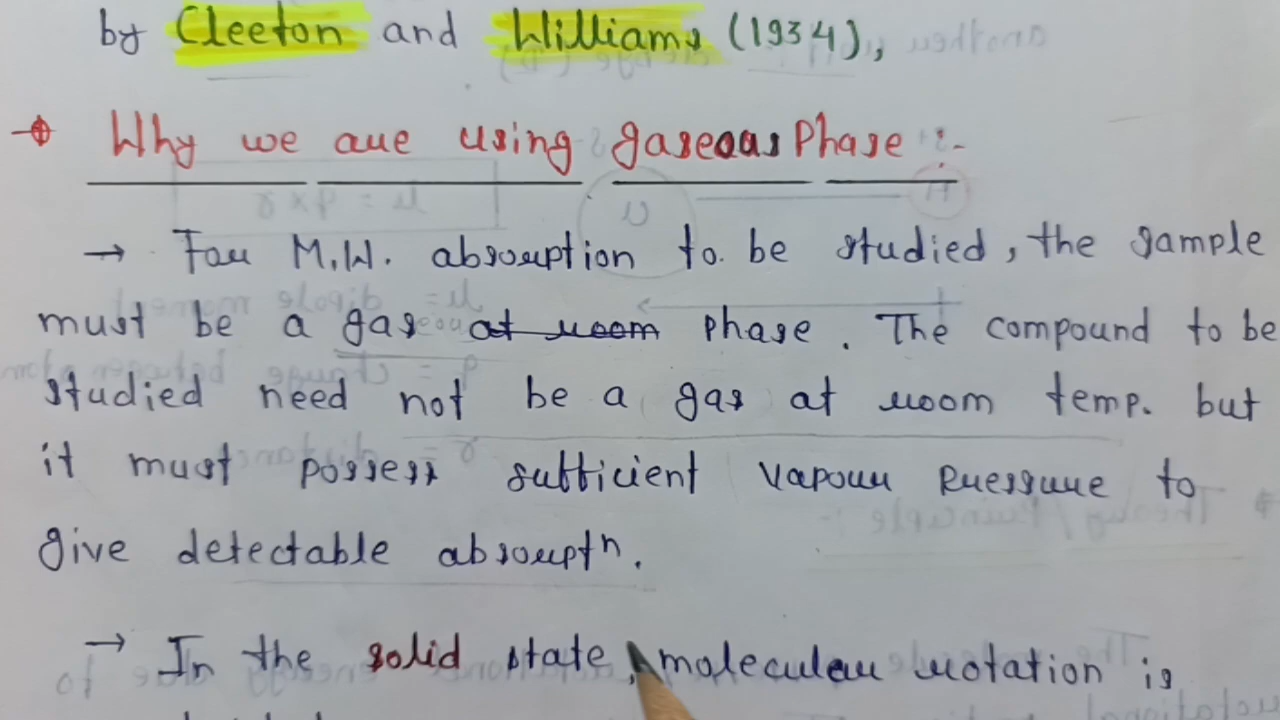 by Cleeton and Williams (1934),
Why we are using gaseous Phase :-
→ For M.W. absorption to be studied, the sample
must be a gaseous at room phase. The compound to be
studied need not be a gas at room temp. but
it must possess sufficient vapour pressure to
give detectable absorptn.
→ In the solid state, molecular rotation is